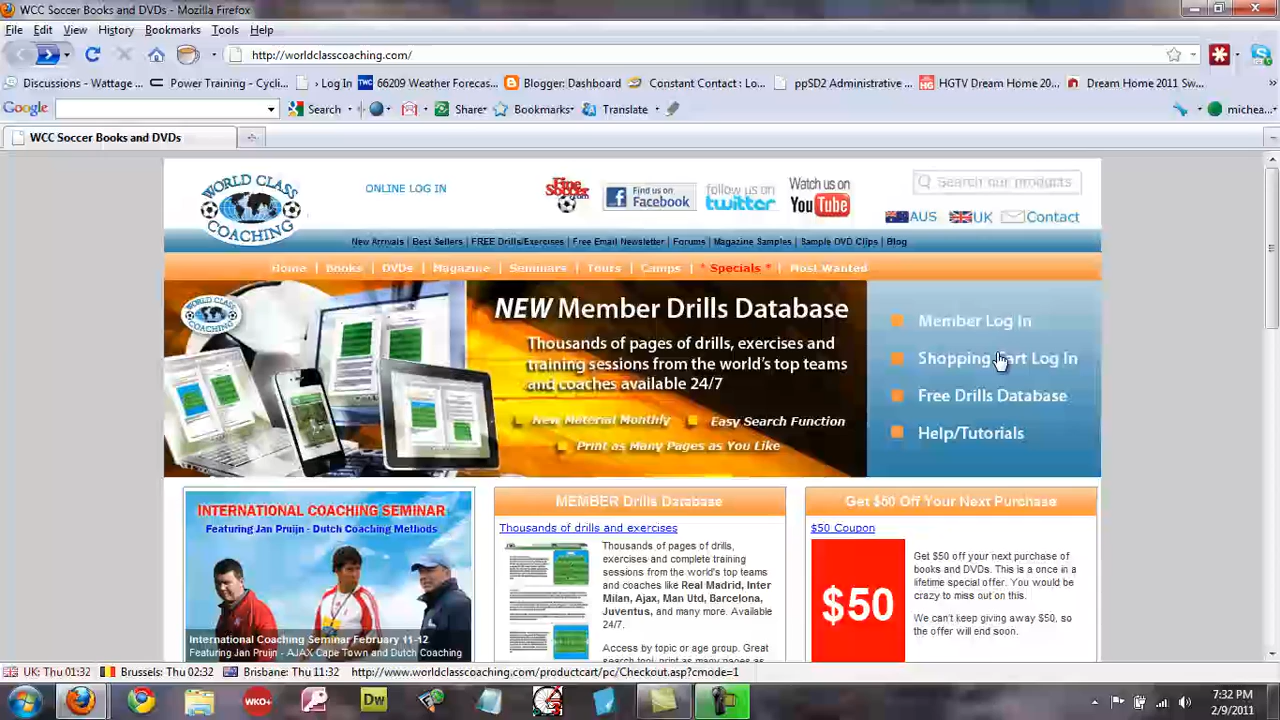 WCC Soccer Books and DVDs - Mozilla Firefox
File Edit View History Bookmarks Tools Help
http://worldclasscoaching.com/
Discussions - Wattage ... Power Training - Cycli... › Log In TWC 66209 Weather Forecas... Blogger: Dashboard Constant Contact : Lo... ppSD2 Administrative ... HGTV Dream Home 20... Dream Home 2011 Sw...
Google Search Share Bookmarks Translate michea...
WCC Soccer Books and DVDs
WORLD CLASS COACHING
ONLINE LOG IN
Fine Soccer
Find us on Facebook
follow us on twitter
Watch us on YouTube
Search our products
AUS UK Contact
New Arrivals | Best Sellers | FREE Drills/Exercises | Free Email Newsletter | Forums | Magazine Samples | Sample DVD Clips | Blog
Home | Books | DVDs | Magazine | Seminars | Tours | Camps | * Specials * | Most Wanted
WORLD CLASS COACHING
NEW Member Drills Database
Thousands of pages of drills, exercises and
training sessions from the world's top teams
and coaches available 24/7
New Material Monthly Easy Search Function
Print as Many Pages as You Like
Member Log In
Shopping Cart Log In
Free Drills Database
Help/Tutorials
INTERNATIONAL COACHING SEMINAR
Featuring Jan Pruijn - Dutch Coaching Methods
International Coaching Seminar February 11-12
Featuring Jan Pruijn - AJAX Cape Town and Dutch Coaching
MEMBER Drills Database
Thousands of drills and exercises
Thousands of pages of drills,
exercises and complete training
sessions from the world's top teams
and coaches like Real Madrid, Inter
Milan, Ajax, Man Utd, Barcelona,
Juventus, and many more. Available
24/7.
Access by topic or age group. Great
search tool, print as many pages as
Get $50 Off Your Next Purchase
$50 Coupon
$50
Get $50 off your next purchase of
books and DVDs. This is a once in a
lifetime special offer. You would be
crazy to miss out on this.
We can't keep giving away $50, so
the offer will end soon.
UK: Thu 01:32 Brussels: Thu 02:32 Brisbane: Thu 11:32 http://www.worldclasscoaching.com/productcart/pc/Checkout.asp?cmode=1
WKO+ Dw
7:32 PM
2/9/2011